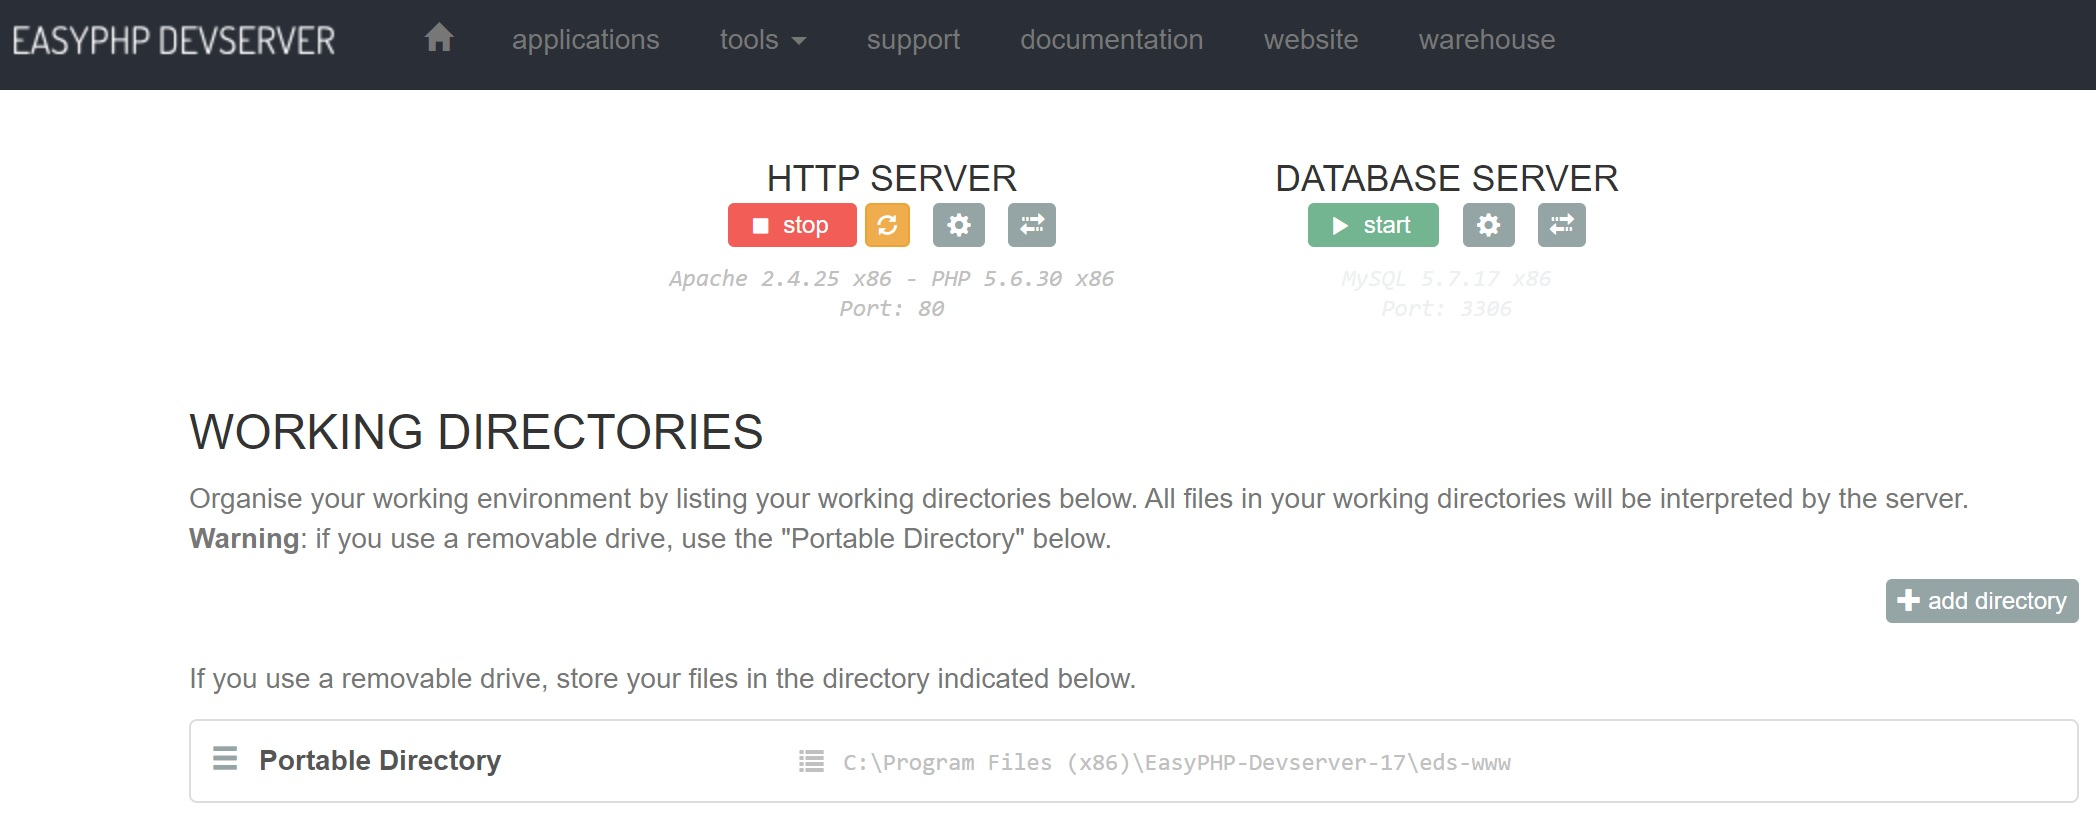 EASYPHP DEVSERVER applications tools support documentation website warehouse
HTTP SERVER
stop
Apache 2.4.25 x86 - PHP 5.6.30 x86
Port: 80
DATABASE SERVER
start
MySQL 5.7.17 x86
Port: 3306
WORKING DIRECTORIES
Organise your working environment by listing your working directories below. All files in your working directories will be interpreted by the server.
Warning: if you use a removable drive, use the "Portable Directory" below.
add directory
If you use a removable drive, store your files in the directory indicated below.
Portable Directory C:\Program Files (x86)\EasyPHP-Devserver-17\eds-www